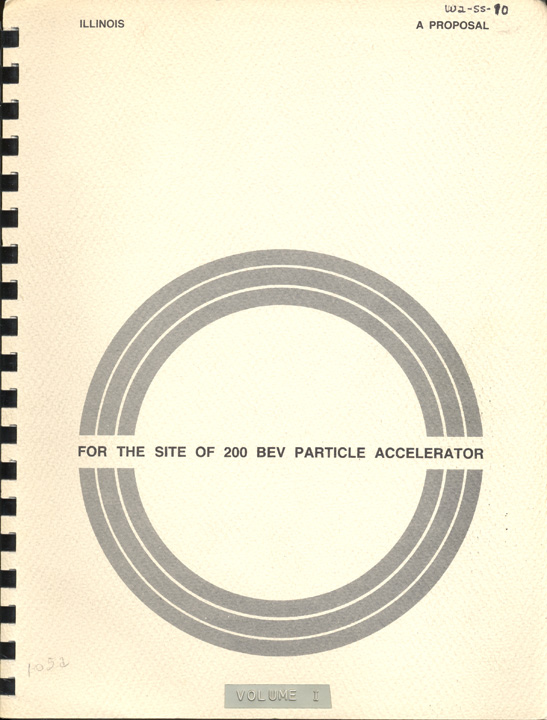 W2-SS-10
ILLINOIS
A PROPOSAL
FOR THE SITE OF 200 BEV PARTICLE ACCELERATOR
VOLUME I